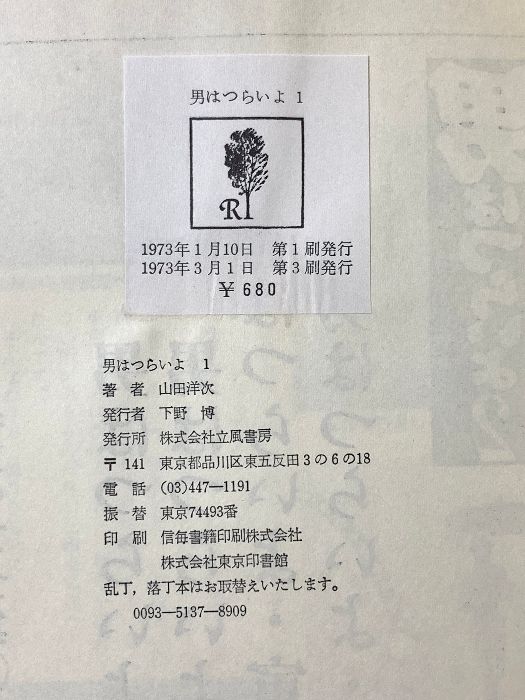 男はつらいよ 1
R
1973年1月10日 第1刷発行
1973年3月1日 第3刷発行
￥680
男はつらいよ 1
著者 山田洋次
発行者 下野 博
発行所 株式会社立風書房
〒141 東京都品川区東五反田3の6の18
電話 (03)447―1191
振替 東京74493番
印刷 信毎書籍印刷株式会社
株式会社東京印書館
乱丁，落丁本はお取替えいたします。
0093―5137―8909